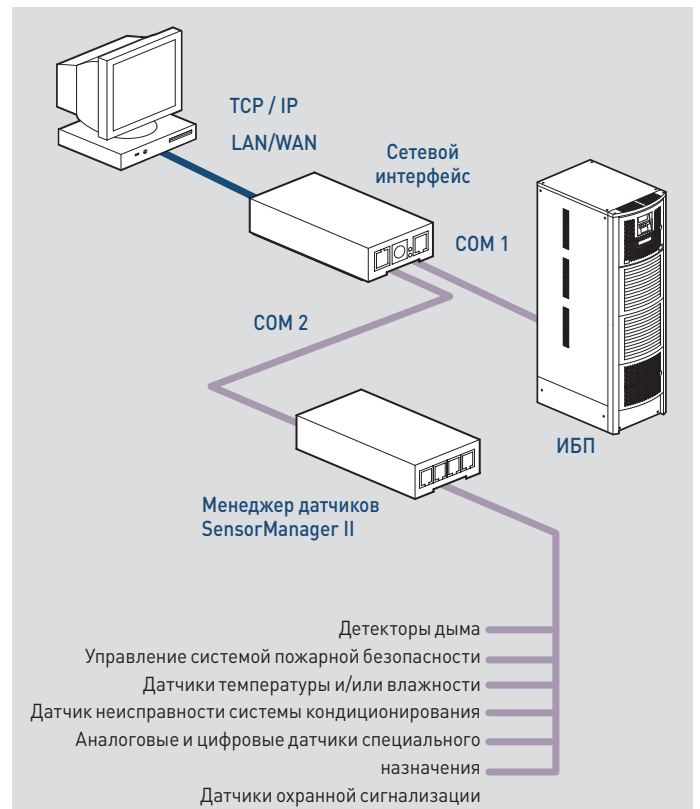 TCP / IP
LAN/WAN
Сетевой
интерфейс
COM 1
COM 2
ИБП
Менеджер датчиков
SensorManager II
Детекторы дыма
Управление системой пожарной безопасности
Датчики температуры и/или влажности
Датчик неисправности системы кондиционирования
Аналоговые и цифровые датчики специального
назначения
Датчики охранной сигнализации